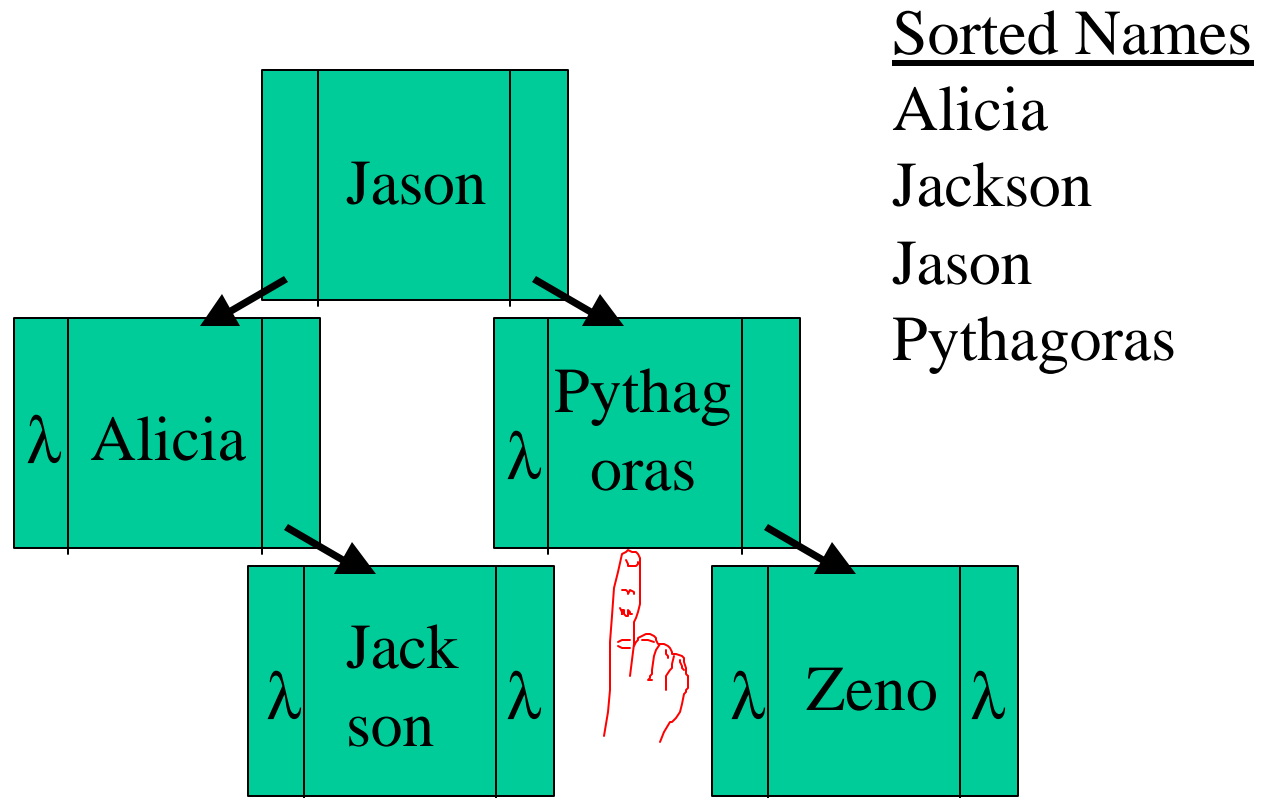 Sorted Names
Alicia
Jackson
Jason
Pythagoras
Jason
λ Alicia
λ Pythag
oras
λ Jack
son λ
λ Zeno λ